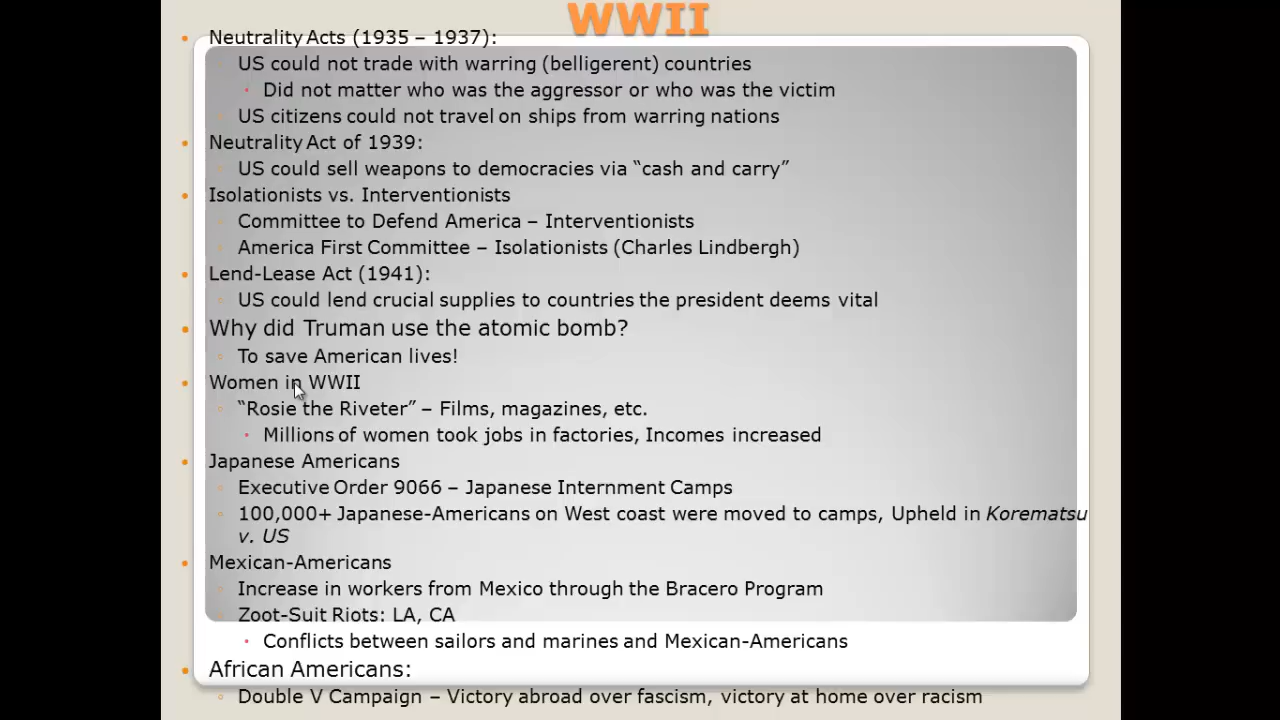 WWII
Neutrality Acts (1935 – 1937):
US could not trade with warring (belligerent) countries
Did not matter who was the aggressor or who was the victim
US citizens could not travel on ships from warring nations
Neutrality Act of 1939:
US could sell weapons to democracies via “cash and carry”
Isolationists vs. Interventionists
Committee to Defend America – Interventionists
America First Committee – Isolationists (Charles Lindbergh)
Lend-Lease Act (1941):
US could lend crucial supplies to countries the president deems vital
Why did Truman use the atomic bomb?
To save American lives!
Women in WWII
“Rosie the Riveter” – Films, magazines, etc.
Millions of women took jobs in factories, Incomes increased
Japanese Americans
Executive Order 9066 – Japanese Internment Camps
100,000+ Japanese-Americans on West coast were moved to camps, Upheld in Korematsu
v. US
Mexican-Americans
Increase in workers from Mexico through the Bracero Program
Zoot-Suit Riots: LA, CA
Conflicts between sailors and marines and Mexican-Americans
African Americans:
Double V Campaign – Victory abroad over fascism, victory at home over racism